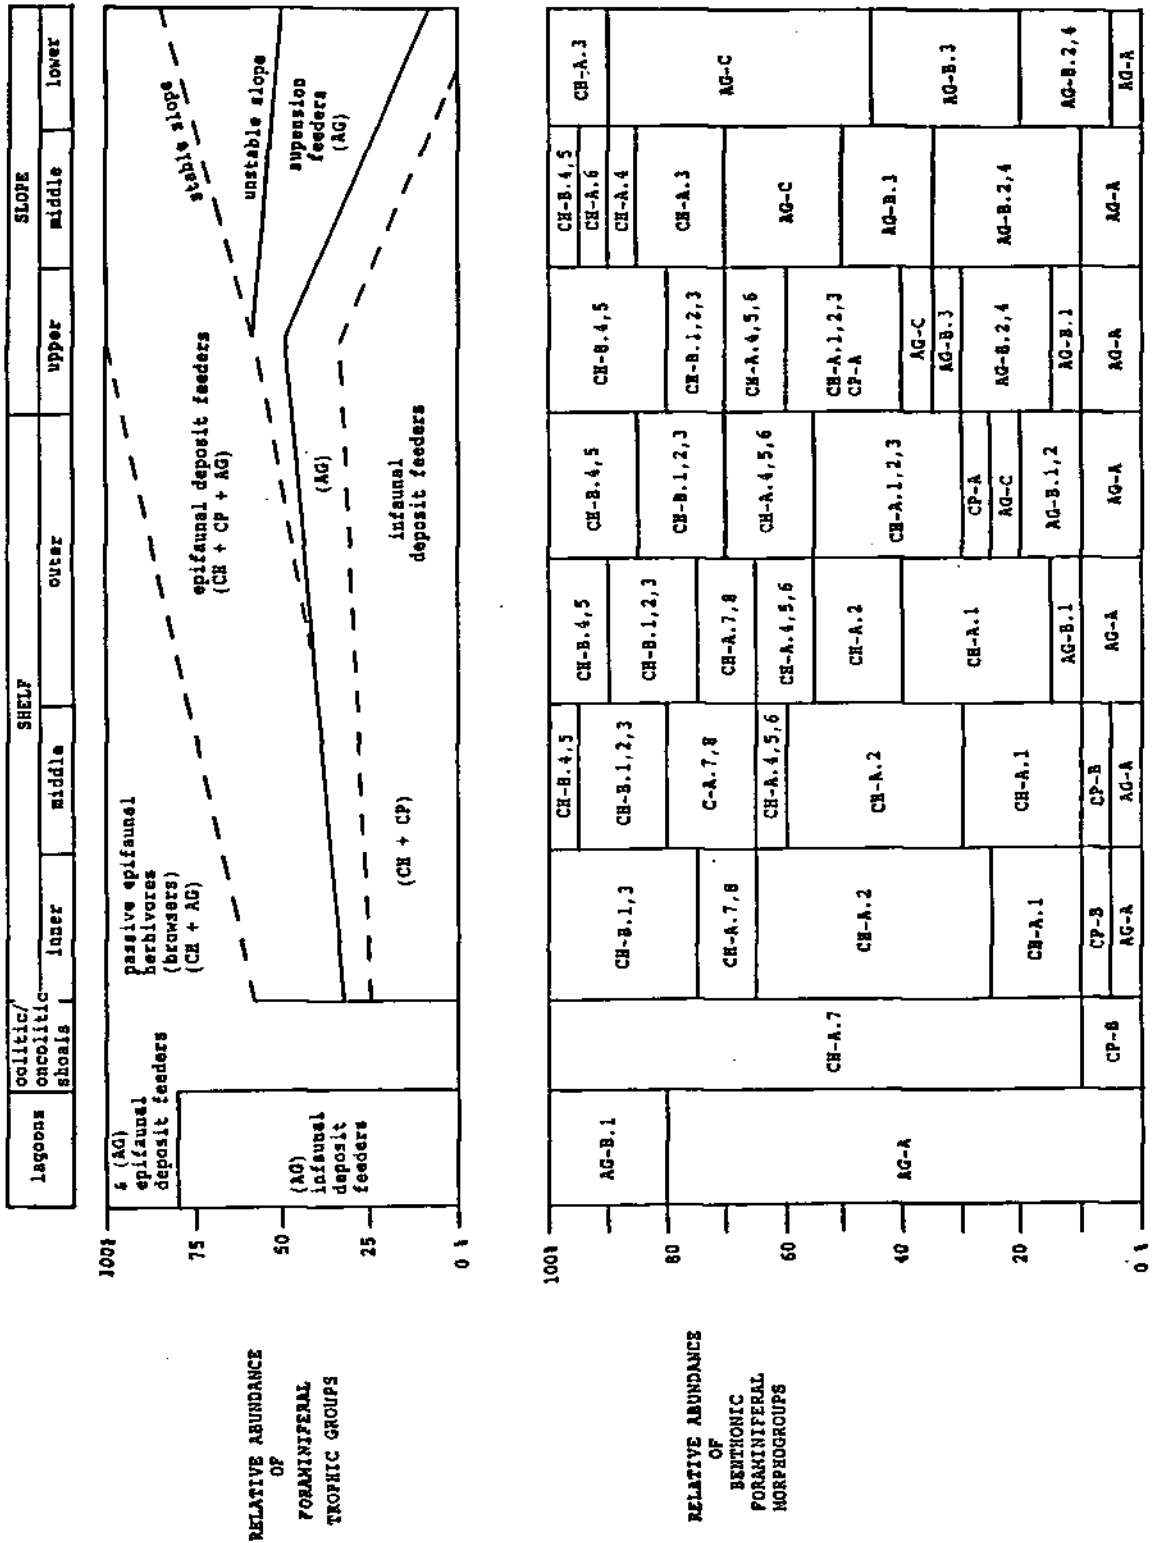 lagoons
oolitic/
oncolitic
shoals
SHELF
inner
middle
outer
SLOPE
upper
middle
lower
RELATIVE ABUNDANCE
OF
FORAMINIFERAL
TROPHIC GROUPS
100%
75
50
25
0 %
& (AG)
epifaunal
deposit feeders
(AG)
infaunal
deposit
feeders
passive epifaunal
herbivores
(browsers)
(CH + AG)
(CH + CP)
epifaunal deposit feeders
(CH + CP + AG)
(AG)
infaunal
deposit feeders
stable slope
unstable slope
supension
feeders
(AG)
RELATIVE ABUNDANCE
OF
BENTHONIC
FORAMINIFERAL
MORPHOGROUPS
100%
80
60
40
20
0 %
AG-B.1
AG-A
CH-A.7
CP-B
CH-B.1,3
CH-A.7,8
CH-A.2
CH-A.1
CP-B
AG-A
CH-B.4,5
CH-B.1,2,3
C-A.7,8
CH-A.4,5,6
CH-A.2
CH-A.1
CP-B
AG-A
CH-B.4,5
CH-B.1,2,3
CH-A.7,8
CH-A.4,5,6
CH-A.2
CH-A.1
AG-B.1
AG-A
CH-B.4,5
CH-B.1,2,3
CH-A.4,5,6
CH-A.1,2,3
CP-A
AG-C
AG-B.1,2
AG-A
CH-B.4,5
CH-B.1,2,3
CH-A.4,5,6
CH-A.1,2,3
CP-A
AG-C
AG-B.3
AG-B.2,4
AG-B.1
AG-A
CH-B.4,5
CH-A.6
CH-A.4
CH-A.3
AG-C
AG-B.3
AG-B.2,4
AG-A
CH-A.3
AG-C
AG-B.3
AG-B.2,4
AG-A